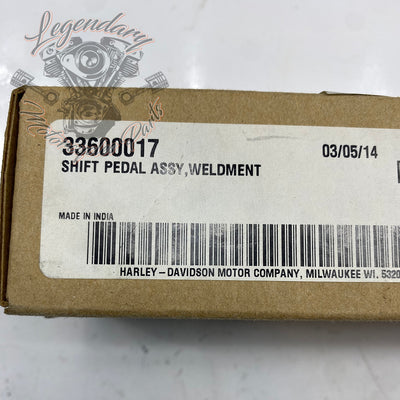 Legendary
Motorcycle Parts
33600017 03/05/14
SHIFT PEDAL ASSY,WELDMENT
MADE IN INDIA
HARLEY-DAVIDSON MOTOR COMPANY, MILWAUKEE WI. 5320